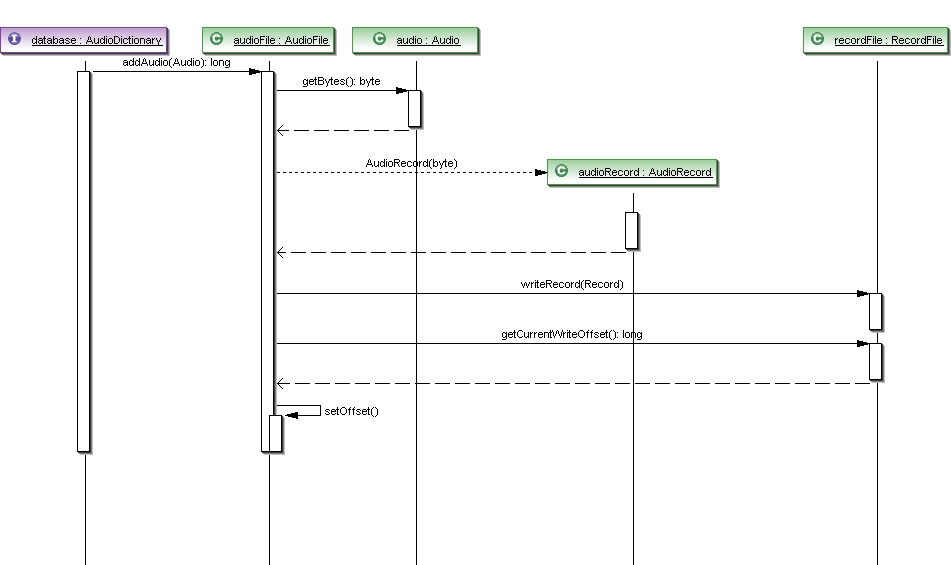 I database : AudioDictionary
C audioFile : AudioFile
C audio : Audio
C recordFile : RecordFile
addAudio(Audio): long
getBytes(): byte
AudioRecord(byte)
C audioRecord : AudioRecord
writeRecord(Record)
getCurrentWriteOffset(): long
setOffset()